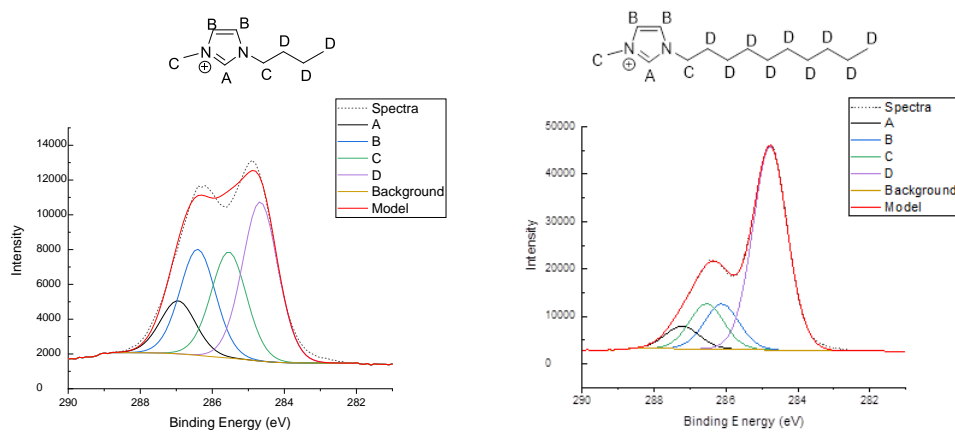 B B
D
D
N N
C
+
A
C
D
Spectra
A
B
C
D
Background
Model
14000
12000
10000
8000
6000
4000
2000
0
Intensity
290 288 286 284 282
Binding Energy (eV)
B B
D D D D D
N N
C
+
A
C
D D D D
Spectra
A
B
C
D
Background
Model
50000
40000
30000
20000
10000
0
Intensity
290 288 286 284 282
Binding Energy (eV)